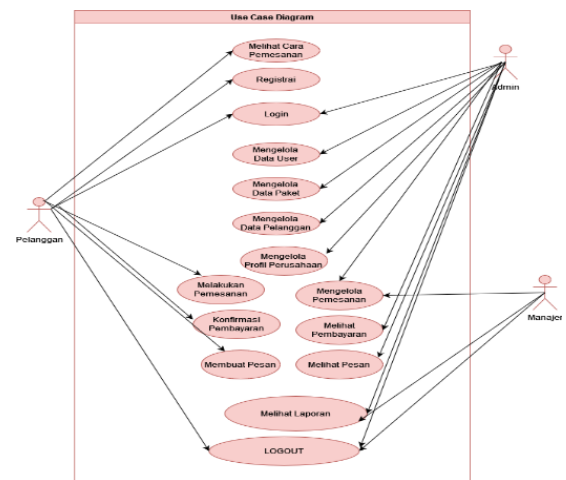 Use Case Diagram
Melihat Cara
Pemesanan
Registrai
Login
Admin
Mengelola
Data User
Mengelola
Data Paket
Mengelola
Data Pelanggan
Pelanggan
Mengelola
Profil Perusahaan
Melakukan
Pemesanan
Mengelola
Pemesanan
Manajer
Konfirmasi
Pembayaran
Melihat
Pembayaran
Membuat Pesan
Melihat Pesan
Melihat Laporan
LOGOUT